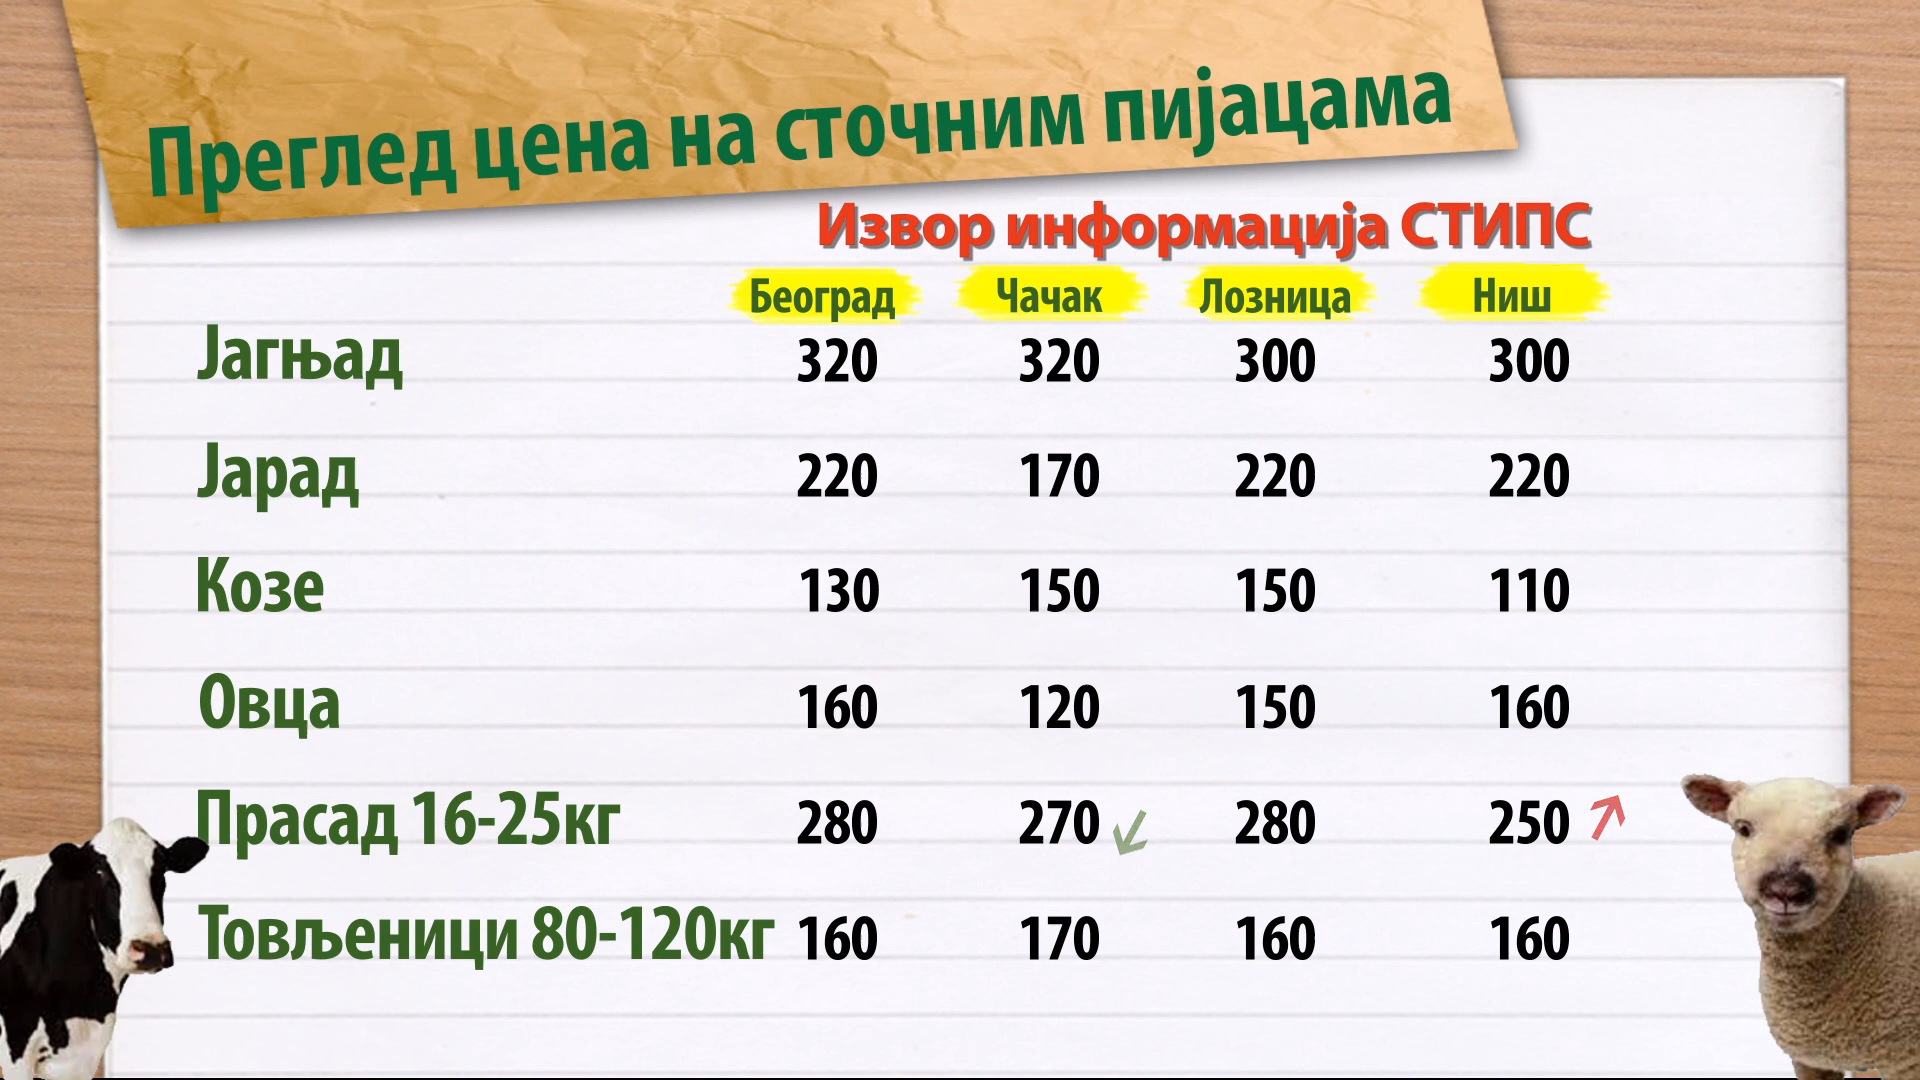 Преглед цена на сточним пијацама
Извор информација СТИПС
Београд Чачак Лозница Ниш
Јагњад 320 320 300 300
Јарад 220 170 220 220
Козе 130 150 150 110
Овца 160 120 150 160
Прасад 16-25кг 280 270 280 250
Товљеници 80-120кг 160 170 160 160